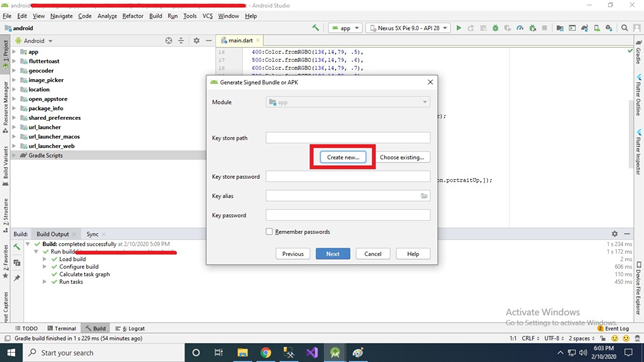 - Android Studio
File Edit View Navigate Code Analyze Refactor Build Run Tools VCS Window Help
android
app
Nexus 5X Pie 9.0 - API 28
Android
main.dart
1: Project
Resource Manager
Build Variants
Z: Structure
2: Favorites
Layout Captures
Gradle
Flutter Outline
Flutter Inspector
Device File Explorer
app
fluttertoast
geocoder
image_picker
location
open_appstore
package_info
shared_preferences
url_launcher
url_launcher_macos
url_launcher_web
Gradle Scripts
16
17
18
400:Color.fromRGBO(136,14,79, .5),
500:Color.fromRGBO(136,14,79, .6),
600:Color.fromRGBO(136,14,79, .7),
);
on.portraitUp,]);
Generate Signed Bundle or APK
Module
app
Key store path
Create new...
Choose existing...
Key store password
Key alias
Key password
Remember passwords
Previous
Next
Cancel
Help
Build:
Build Output
Sync
Build: completed successfully at 2/10/2020 5:09 PM
1 s 234 ms
Run build
1 s 172 ms
Load build
2 ms
Configure build
606 ms
Calculate task graph
110 ms
Run tasks
450 ms
Activate Windows
Go to Settings to activate Windows.
TODO
Terminal
Build
6: Logcat
Event Log
Gradle build finished in 1 s 229 ms (54 minutes ago)
1:1 CRLF UTF-8 2 spaces
Start your search
6:03 PM
2/10/2020